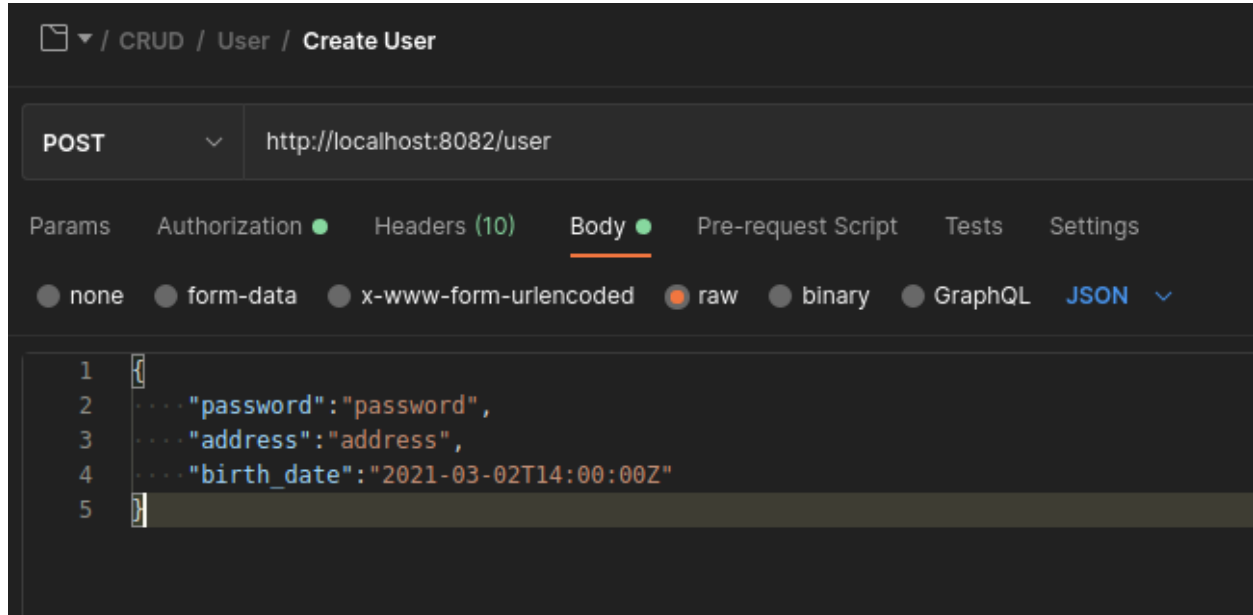 / CRUD / User / Create User
POST http://localhost:8082/user
Params Authorization Headers (10) Body Pre-request Script Tests Settings
none form-data x-www-form-urlencoded raw binary GraphQL JSON
1 {
2 "password":"password",
3 "address":"address",
4 "birth_date":"2021-03-02T14:00:00Z"
5 }